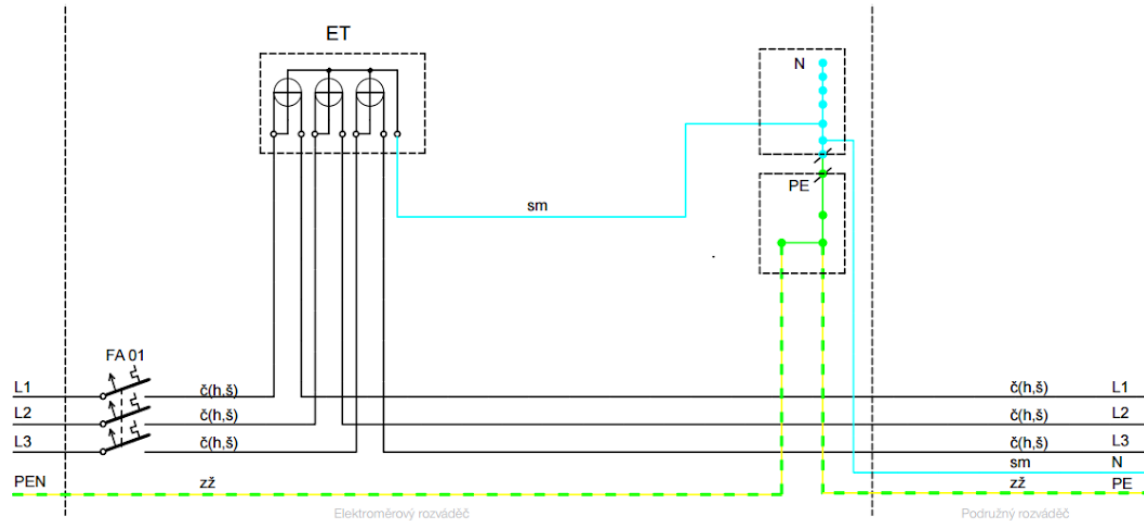 ET
N
PE
sm
FA 01
L1 č(h,š) č(h,š) L1
L2 č(h,š) č(h,š) L2
L3 č(h,š) č(h,š) L3
sm N
PEN zž zž PE
Elektroměrový rozváděč Podružný rozváděč